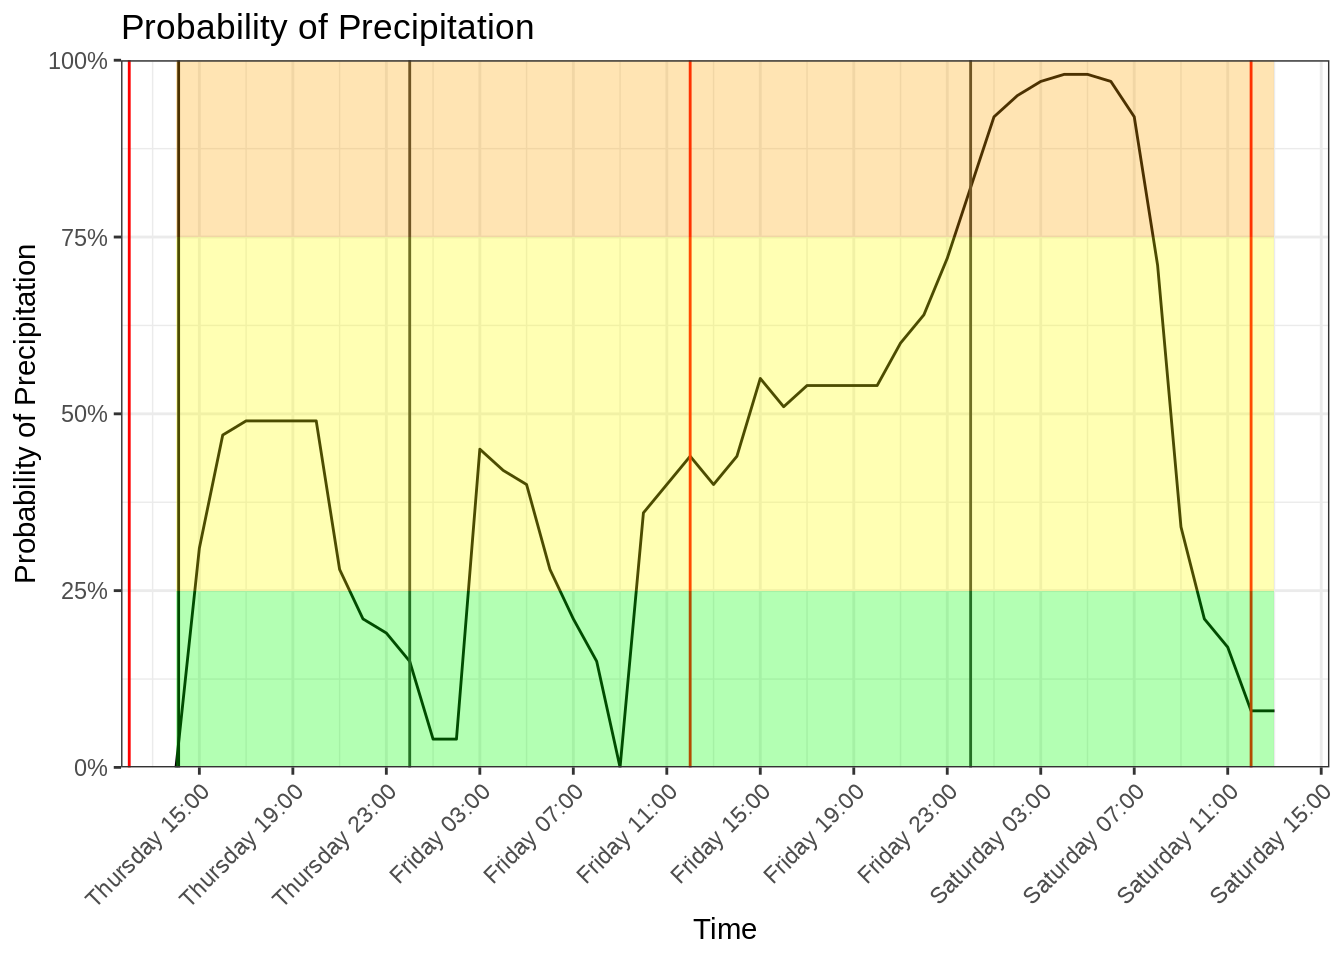 Probability of Precipitation
Probability of Precipitation
100%
75%
50%
25%
0%
Thursday 15:00
Thursday 19:00
Thursday 23:00
Friday 03:00
Friday 07:00
Friday 11:00
Friday 15:00
Friday 19:00
Friday 23:00
Saturday 03:00
Saturday 07:00
Saturday 11:00
Saturday 15:00
Time